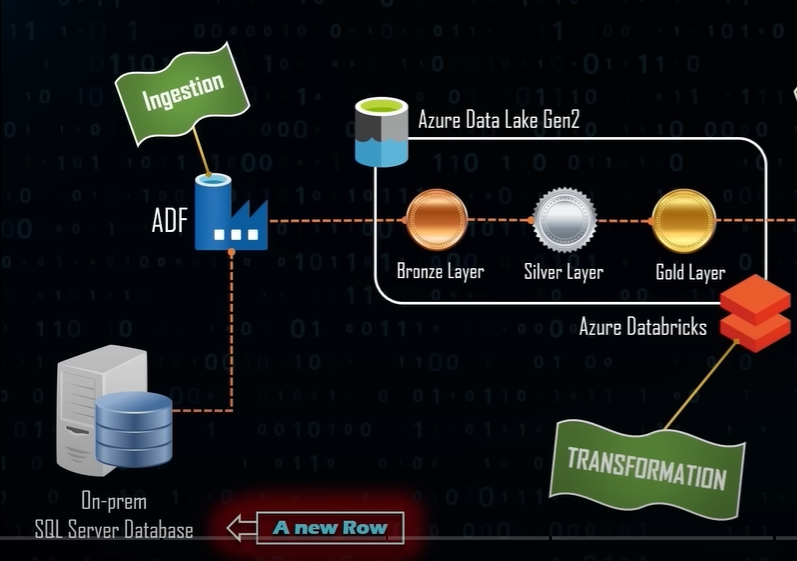 Ingestion
Azure Data Lake Gen2
ADF
Bronze Layer
Silver Layer
Gold Layer
Azure Databricks
TRANSFORMATION
On-prem
SQL Server Database
A new Row